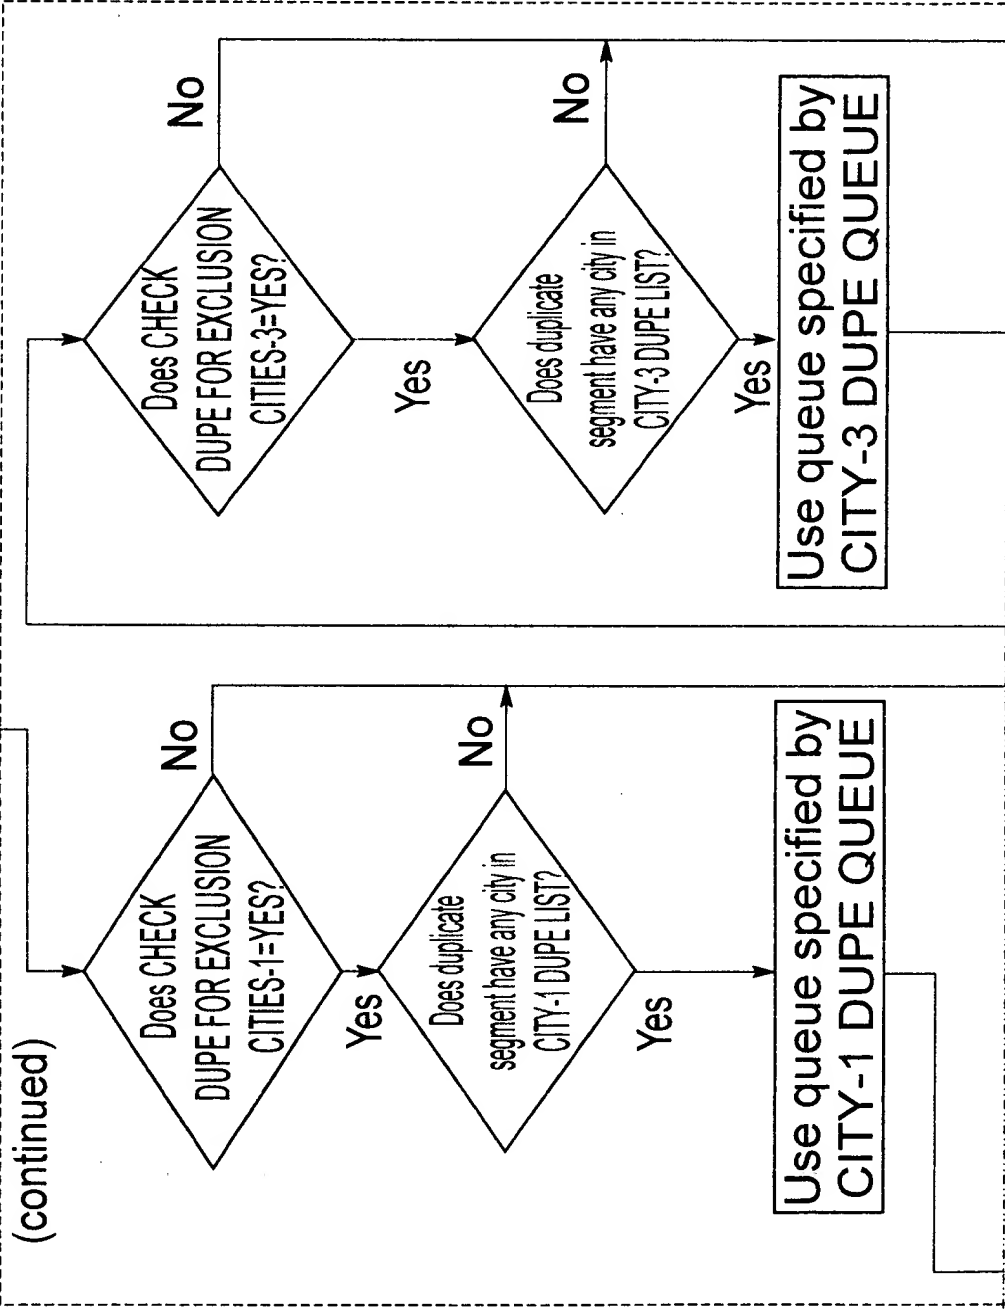 (continued)
Does CHECK
DUPE FOR EXCLUSION
CITIES-1=YES?
No
Yes
Does duplicate
segment have any city in
CITY-1 DUPE LIST?
No
Yes
Use queue specified by
CITY-1 DUPE QUEUE
Does CHECK
DUPE FOR EXCLUSION
CITIES-3=YES?
No
Yes
Does duplicate
segment have any city in
CITY-3 DUPE LIST?
No
Yes
Use queue specified by
CITY-3 DUPE QUEUE